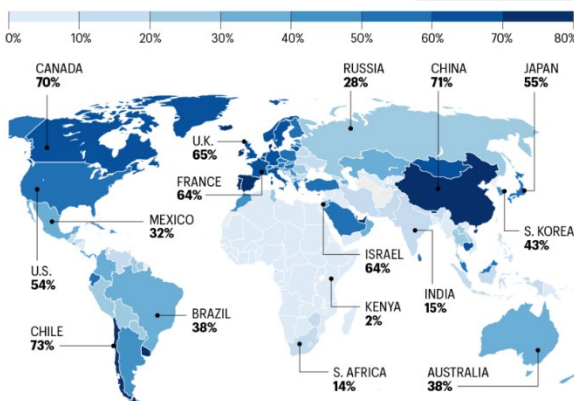 0% 10% 20% 30% 40% 50% 60% 70% 80%
CANADA
70%
RUSSIA
28%
CHINA
71%
JAPAN
55%
U.K.
65%
FRANCE
64%
MEXICO
32%
S. KOREA
43%
U.S.
54%
ISRAEL
64%
INDIA
15%
BRAZIL
38%
KENYA
2%
CHILE
73%
S. AFRICA
14%
AUSTRALIA
38%